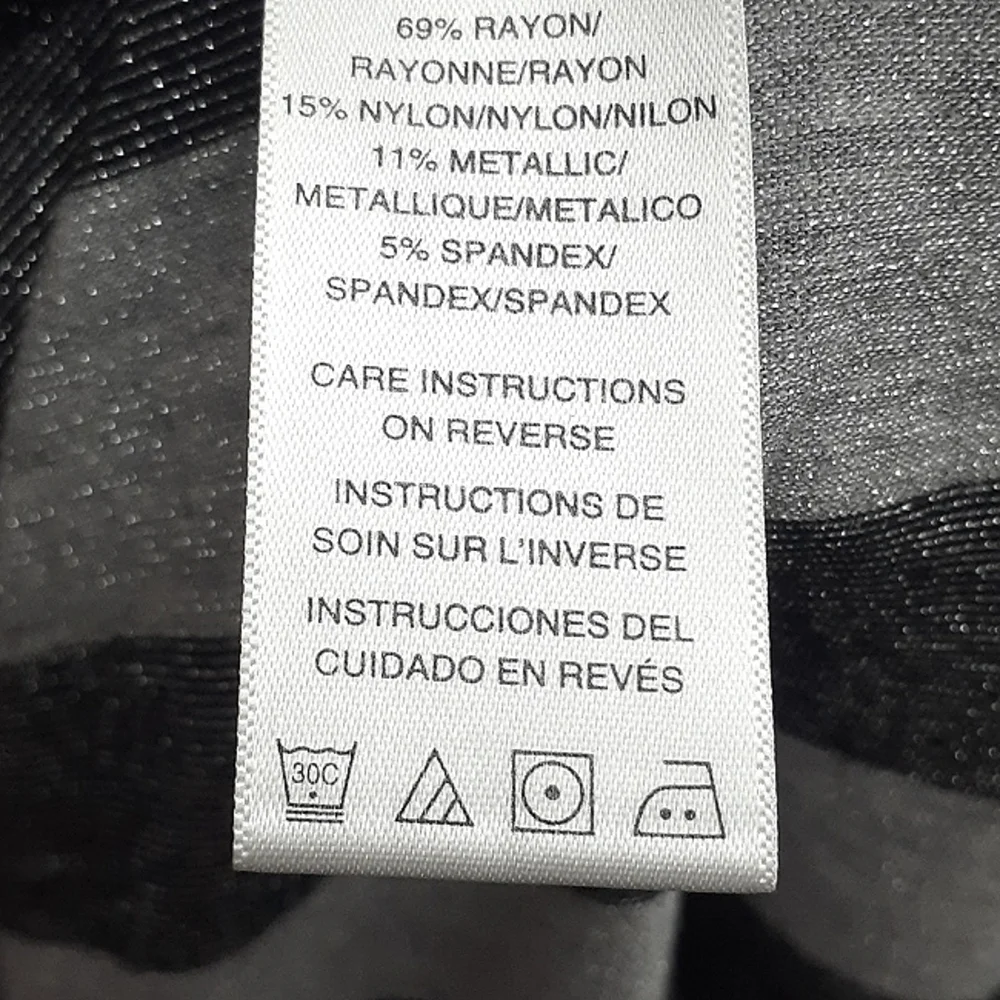 69% RAYON/
RAYONNE/RAYON
15% NYLON/NYLON/NILON
11% METALLIC/
METALLIQUE/METALICO
5% SPANDEX/
SPANDEX/SPANDEX
CARE INSTRUCTIONS
ON REVERSE
INSTRUCTIONS DE
SOIN SUR L'INVERSE
INSTRUCCIONES DEL
CUIDADO EN REVÉS
30C